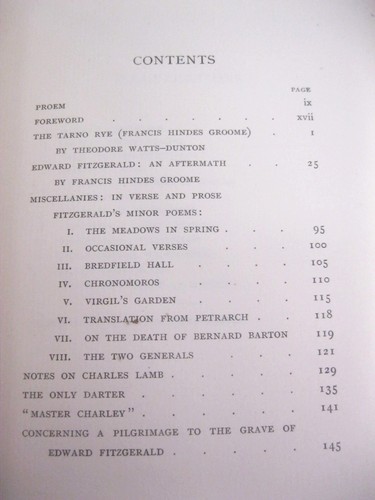 CONTENTS
PAGE
PROEM ix
FOREWORD . . . . . . xvii
THE TARNO RYE (FRANCIS HINDES GROOME) . 1
BY THEODORE WATTS-DUNTON
EDWARD FITZGERALD: AN AFTERMATH . . 25
BY FRANCIS HINDES GROOME
MISCELLANIES: IN VERSE AND PROSE
FITZGERALD'S MINOR POEMS:
I. THE MEADOWS IN SPRING . . . 95
II. OCCASIONAL VERSES . . . 100
III. BREDFIELD HALL . . . . 105
IV. CHRONOMOROS . . . . 110
V. VIRGIL'S GARDEN . . . . 115
VI. TRANSLATION FROM PETRARCH . . 118
VII. ON THE DEATH OF BERNARD BARTON 119
VIII. THE TWO GENERALS . . . 121
NOTES ON CHARLES LAMB . . . . . 129
THE ONLY DARTER . . . . . . 135
"MASTER CHARLEY" . . . . . . 141
CONCERNING A PILGRIMAGE TO THE GRAVE OF
EDWARD FITZGERALD . . . . . 145